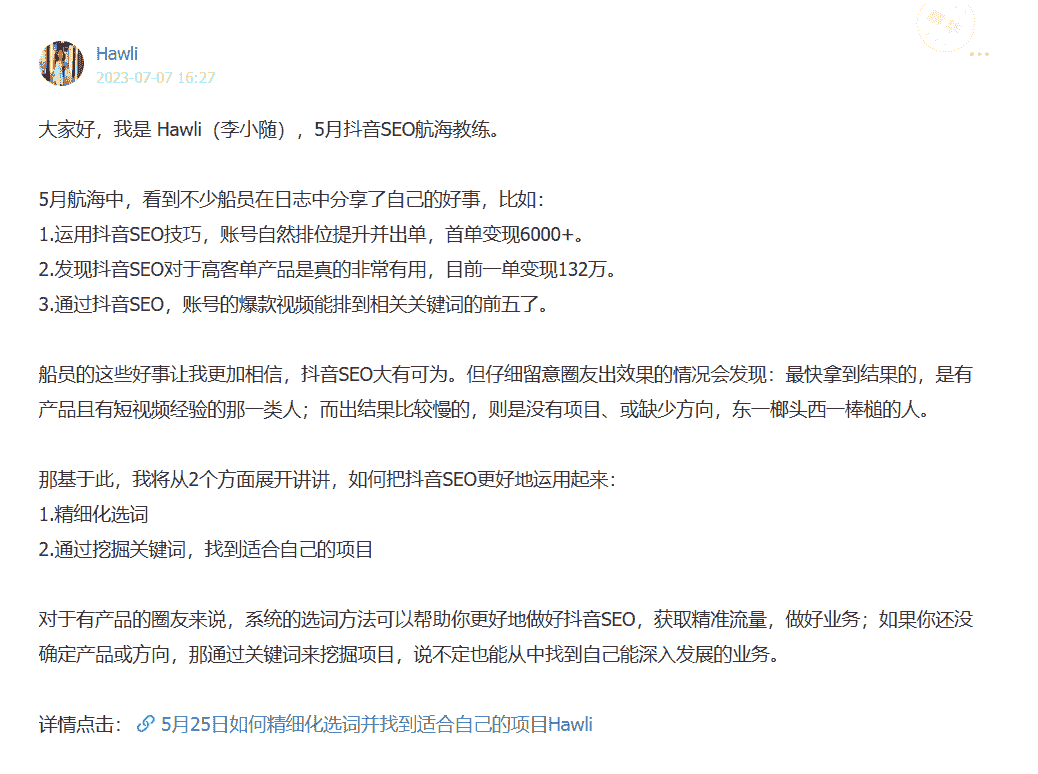 Hawli
2023-07-07 16:27
大家好，我是 Hawli（李小随），5月抖音SEO航海教练。
5月航海中，看到不少船员在日志中分享了自己的好事，比如：
1.运用抖音SEO技巧，账号自然排位提升并出单，首单变现6000+。
2.发现抖音SEO对于高客单产品是真的非常有用，目前一单变现132万。
3.通过抖音SEO，账号的爆款视频能排到相关关键词的前五了。
船员的这些好事让我更加相信，抖音SEO大有可为。但仔细留意圈友出效果的情况会发现：最快拿到结果的，是有
产品且有短视频经验的那一类人；而出结果比较慢的，则是没有项目、或缺少方向，东一榔头西一棒槌的人。
那基于此，我将从2个方面展开讲讲，如何把抖音SEO更好地运用起来：
1.精细化选词
2.通过挖掘关键词，找到适合自己的项目
对于有产品的圈友来说，系统的选词方法可以帮助你更好地做好抖音SEO，获取精准流量，做好业务；如果你还没
确定产品或方向，那通过关键词来挖掘项目，说不定也能从中找到自己能深入发展的业务。
详情点击： 5月25日如何精细化选词并找到适合自己的项目Hawli